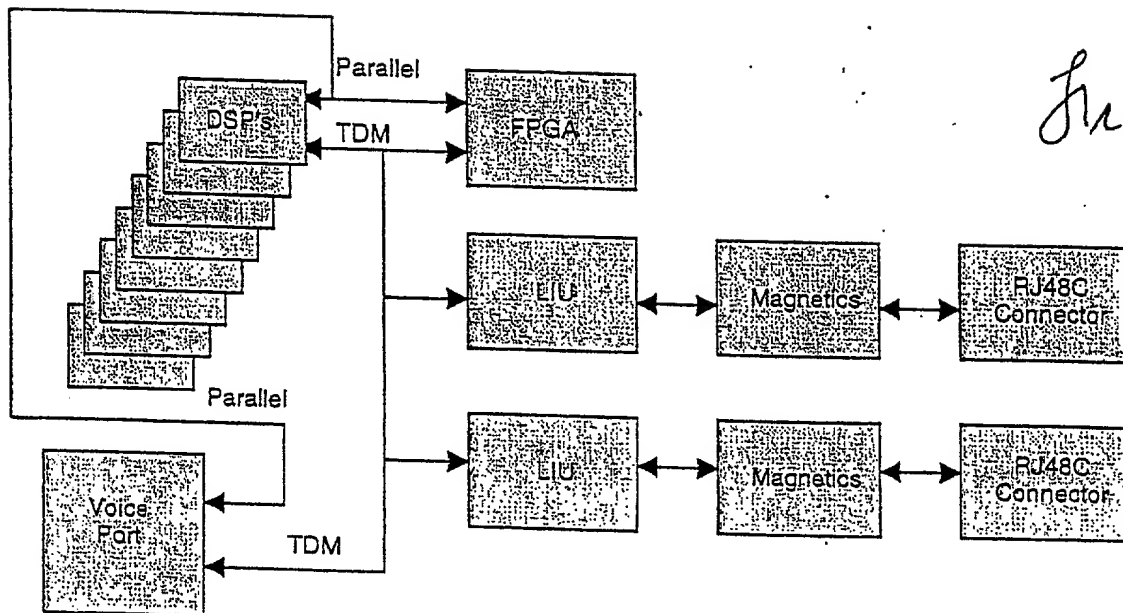 Parallel
DSP's
TDM
FPGA
LIU
Magnetics
RJ48C
Connector
Parallel
LIU
Magnetics
RJ48C
Connector
Voice
Port
TDM